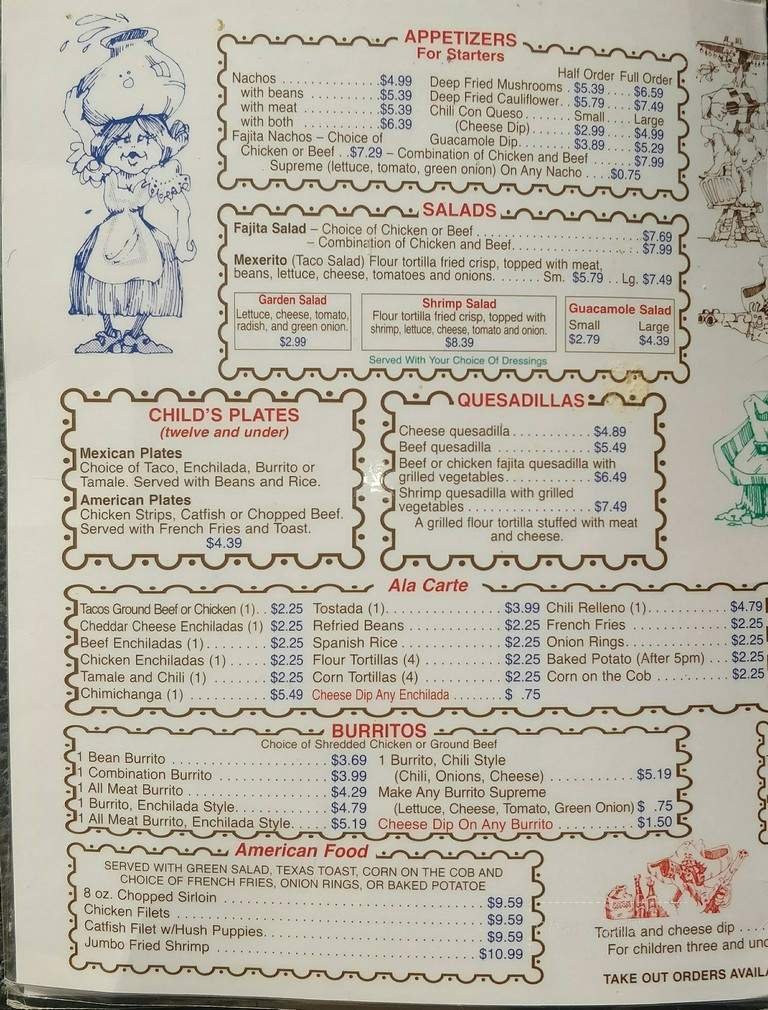 APPETIZERS
For Starters
Nachos . . . . . . . . . . . . . $4.99
with beans . . . . . . . . . . $5.39
with meat . . . . . . . . . . $5.39
with both . . . . . . . . . . . $6.39
Half Order Full Order
Deep Fried Mushrooms . $5.39 . . . . $6.59
Deep Fried Cauliflower . . $5.79 . . . . $7.49
Chili Con Queso . . . . . . . Small . . . . Large
(Cheese Dip) . . . . . . $2.99 . . . . $4.99
Guacamole Dip . . . . . . . . $3.89 . . . . $5.29
Fajita Nachos – Choice of
Chicken or Beef . . $7.29 – Combination of Chicken and Beef . . . . . . $7.99
Supreme (lettuce, tomato, green onion) On Any Nacho . . . . $0.75
SALADS
Fajita Salad – Choice of Chicken or Beef . . . . . . . . . . . . . . . . . . . . . . $7.69
– Combination of Chicken and Beef. . . . . . . . . . . . . . . . . $7.99
Mexerito (Taco Salad) Flour tortilla fried crisp, topped with meat,
beans, lettuce, cheese, tomatoes and onions. . . . . . . Sm. $5.79 . . Lg. $7.49
Garden Salad
Lettuce, cheese, tomato,
radish, and green onion.
$2.99
Shrimp Salad
Flour tortilla fried crisp, topped with
shrimp, lettuce, cheese, tomato and onion.
$8.39
Guacamole Salad
Small Large
$2.79 $4.39
Served With Your Choice Of Dressings
CHILD'S PLATES
(twelve and under)
Mexican Plates
Choice of Taco, Enchilada, Burrito or
Tamale. Served with Beans and Rice.
American Plates
Chicken Strips, Catfish or Chopped Beef.
Served with French Fries and Toast.
$4.39
QUESADILLAS
Cheese quesadilla . . . . . . . . . . . $4.89
Beef quesadilla . . . . . . . . . . . . . $5.49
Beef or chicken fajita quesadilla with
grilled vegetables. . . . . . . . . . . . $6.49
Shrimp quesadilla with grilled
vegetables . . . . . . . . . . . . . . . . . $7.49
A grilled flour tortilla stuffed with meat
and cheese.
Ala Carte
Tacos Ground Beef or Chicken (1) . . $2.25 Tostada (1). . . . . . . . . . . . . . . $3.99 Chili Relleno (1) . . . . . . . . . . . $4.79
Cheddar Cheese Enchiladas (1) $2.25 Refried Beans . . . . . . . . . . . . $2.25 French Fries . . . . . . . . . . . . . . $2.25
Beef Enchiladas (1) . . . . . . . . $2.25 Spanish Rice . . . . . . . . . . . . . $2.25 Onion Rings. . . . . . . . . . . . . . $2.25
Chicken Enchiladas (1) . . . . . $2.25 Flour Tortillas (4) . . . . . . . . . . $2.25 Baked Potato (After 5pm) . . . $2.25
Tamale and Chili (1) . . . . . . . $2.25 Corn Tortillas (4) . . . . . . . . . . $2.25 Corn on the Cob . . . . . . . . . . $2.25
Chimichanga (1) . . . . . . . . . . $5.49 Cheese Dip Any Enchilada . . . . . . . $ .75
BURRITOS
Choice of Shredded Chicken or Ground Beef
1 Bean Burrito . . . . . . . . . . . . . . . . . . $3.69
1 Combination Burrito . . . . . . . . . . . . $3.99
1 All Meat Burrito . . . . . . . . . . . . . . . . $4.29
1 Burrito, Enchilada Style. . . . . . . . . . $4.79
1 All Meat Burrito, Enchilada Style. . . . . $5.19
1 Burrito, Chili Style
(Chili, Onions, Cheese) . . . . . . . . . . . $5.19
Make Any Burrito Supreme
(Lettuce, Cheese, Tomato, Green Onion) $ .75
Cheese Dip On Any Burrito . . . . . . . . . . $1.50
American Food
SERVED WITH GREEN SALAD, TEXAS TOAST, CORN ON THE COB AND
CHOICE OF FRENCH FRIES, ONION RINGS, OR BAKED POTATOE
8 oz. Chopped Sirloin . . . . . . . . . . . . . . . . . . . . . . . . . . . . . . $9.59
Chicken Filets . . . . . . . . . . . . . . . . . . . . . . . . . . . . . . . . . . . . $9.59
Catfish Filet w/Hush Puppies. . . . . . . . . . . . . . . . . . . . . . . . . $9.59
Jumbo Fried Shrimp . . . . . . . . . . . . . . . . . . . . . . . . . . . . . . . $10.99
Tortilla and cheese dip . . . .
For children three and und
TAKE OUT ORDERS AVAILA